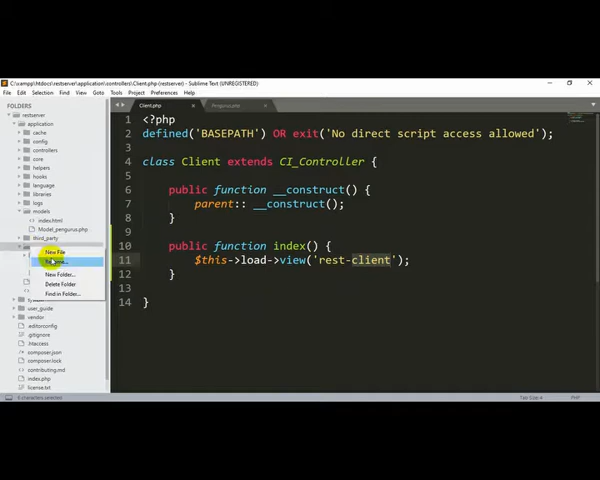 C:\xampp\htdocs\restserver\application\controllers\Client.php (restserver) - Sublime Text (UNREGISTERED)
File Edit Selection Find View Goto Tools Project Preferences Help
FOLDERS
Client.php
Pengurus.php
restserver
application
cache
config
controllers
core
helpers
hooks
language
libraries
logs
models
index.html
Model_pengurus.php
third_party
New File
New Folder...
Delete Folder
Find in Folder...
user_guide
vendor
.editorconfig
.gitignore
.htaccess
composer.json
composer.lock
contributing.md
index.php
license.txt
1 <?php
2 defined('BASEPATH') OR exit('No direct script access allowed');
3
4 class Client extends CI_Controller {
5
6 public function __construct() {
7 parent:: __construct();
8 }
9
10 public function index() {
11 $this->load->view('rest-client');
12 }
13
14 }
6 characters selected
Tab Size: 4
PHP